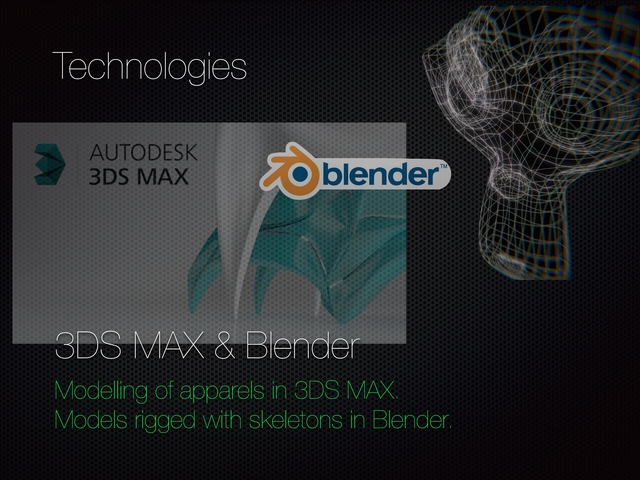 Technologies
AUTODESK
3DS MAX
blender™
3DS MAX & Blender
Modelling of apparels in 3DS MAX.
Models rigged with skeletons in Blender.